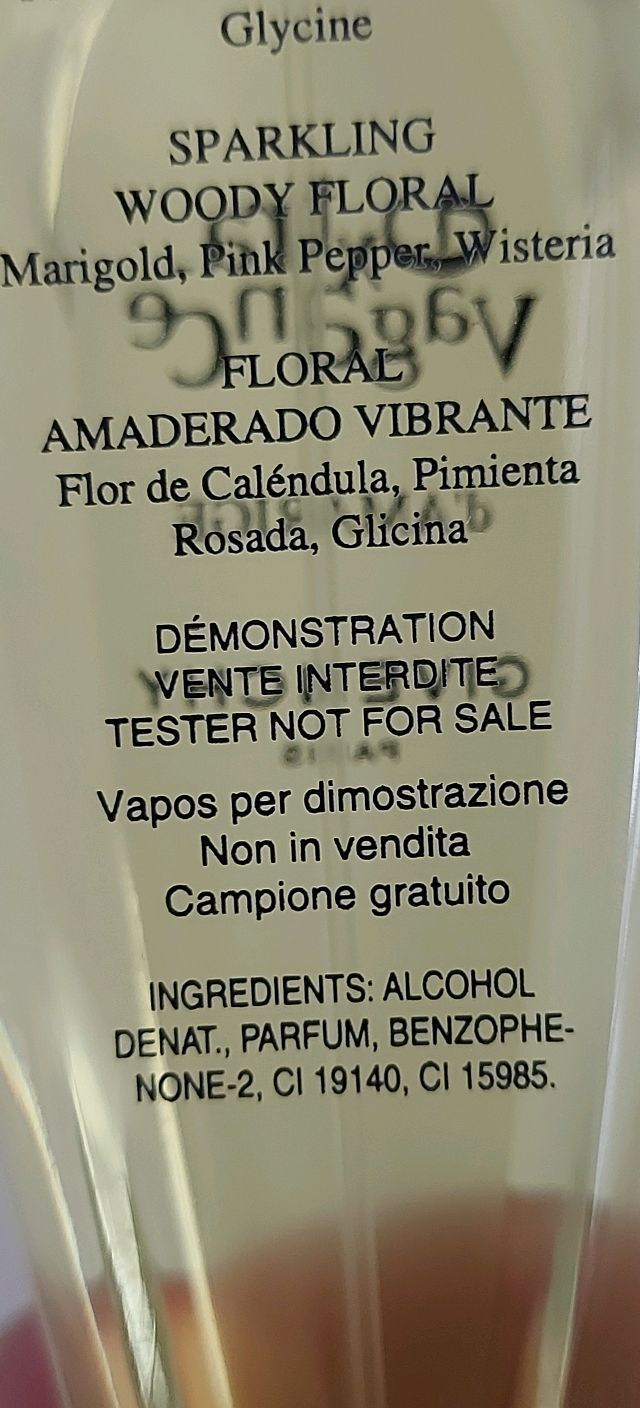 Glycine
SPARKLING
WOODY FLORAL
Marigold, Pink Pepper, Wisteria
FLORAL
AMADERADO VIBRANTE
Flor de Caléndula, Pimienta
Rosada, Glicina
DÉMONSTRATION
VENTE INTERDITE
TESTER NOT FOR SALE
Vapos per dimostrazione
Non in vendita
Campione gratuito
INGREDIENTS: ALCOHOL
DENAT., PARFUM, BENZOPHE-
NONE-2, CI 19140, CI 15985.